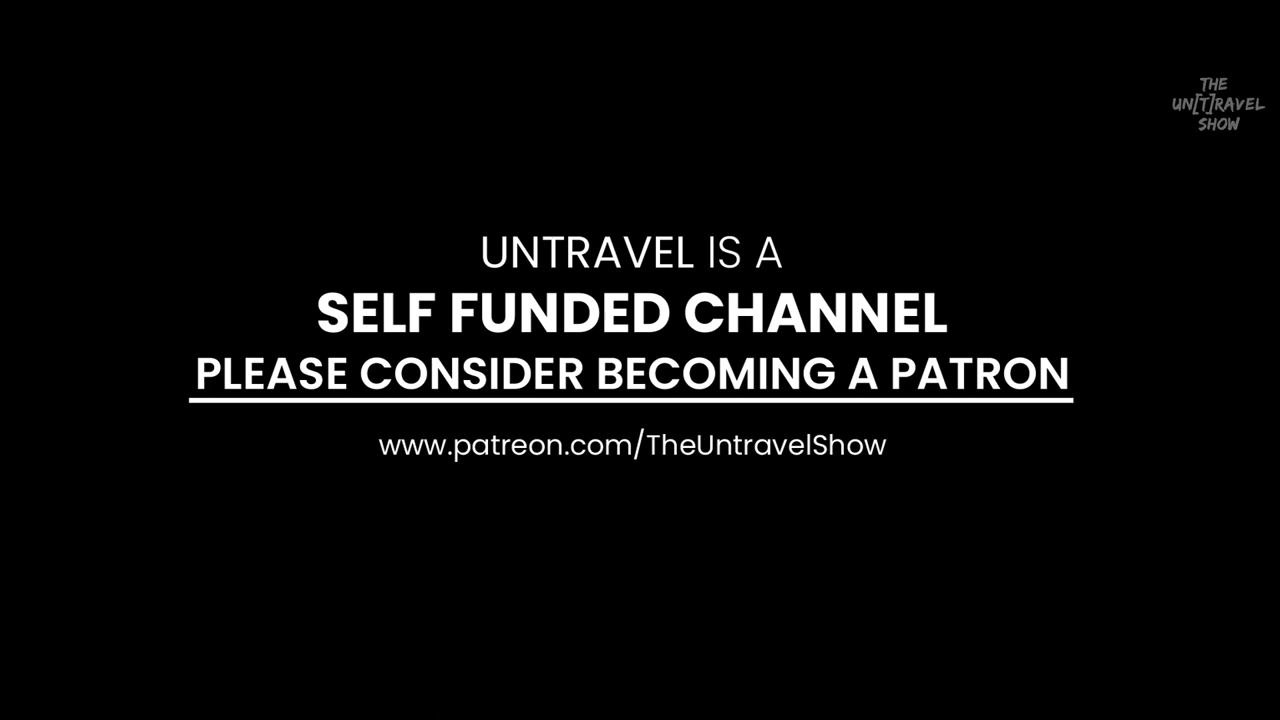 THE
UN[T]RAVEL
SHOW
UNTRAVEL IS A
SELF FUNDED CHANNEL
PLEASE CONSIDER BECOMING A PATRON
www.patreon.com/TheUntravelShow